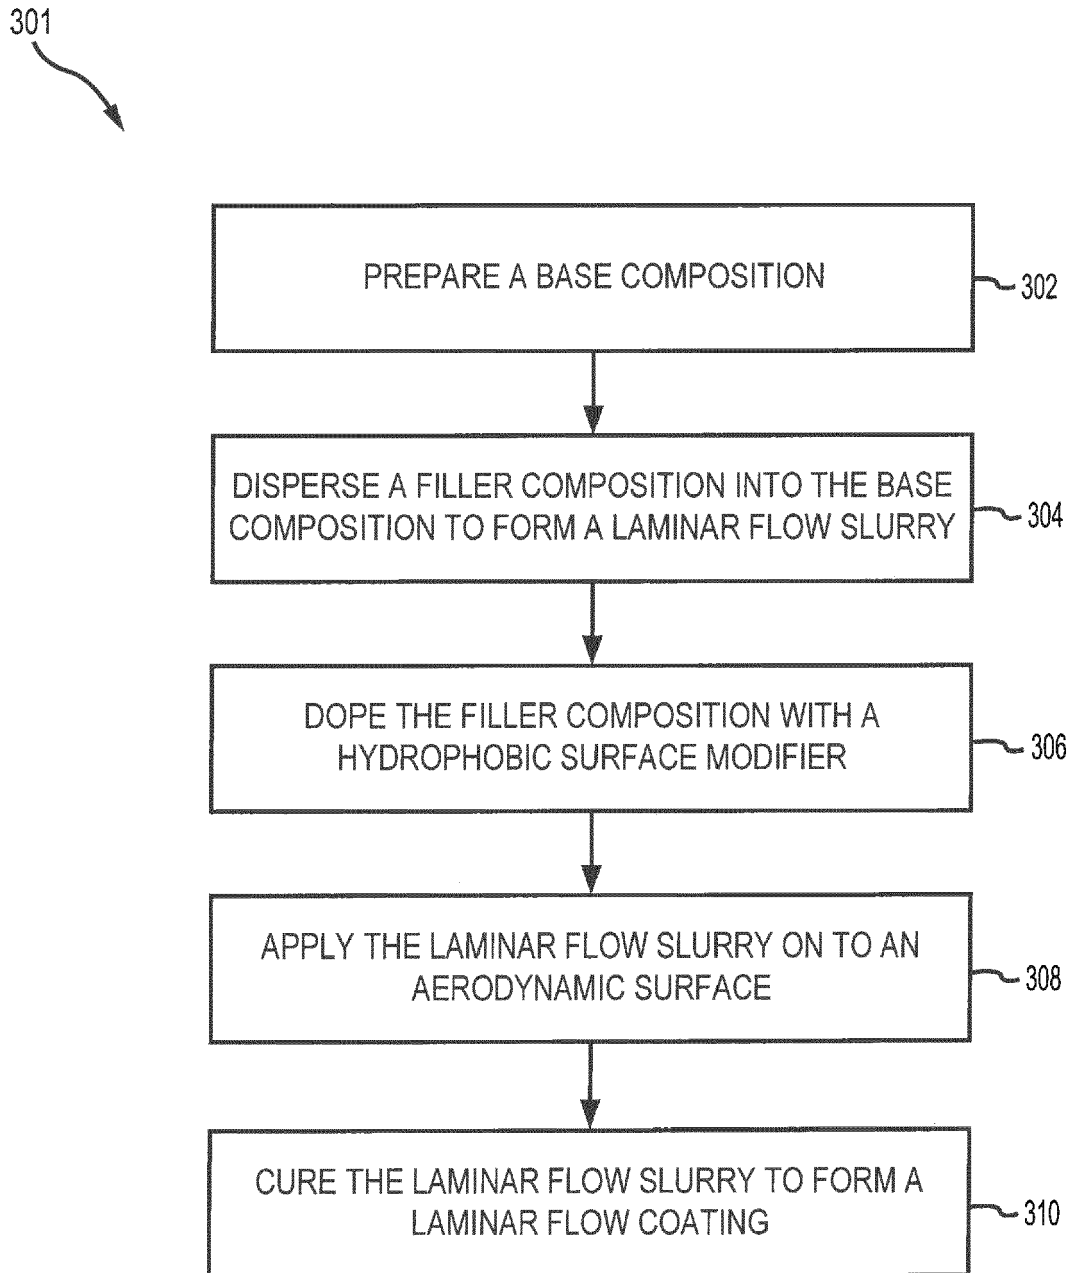 301
PREPARE A BASE COMPOSITION
302
DISPERSE A FILLER COMPOSITION INTO THE BASE
COMPOSITION TO FORM A LAMINAR FLOW SLURRY
304
DOPE THE FILLER COMPOSITION WITH A
HYDROPHOBIC SURFACE MODIFIER
306
APPLY THE LAMINAR FLOW SLURRY ON TO AN
AERODYNAMIC SURFACE
308
CURE THE LAMINAR FLOW SLURRY TO FORM A
LAMINAR FLOW COATING
310